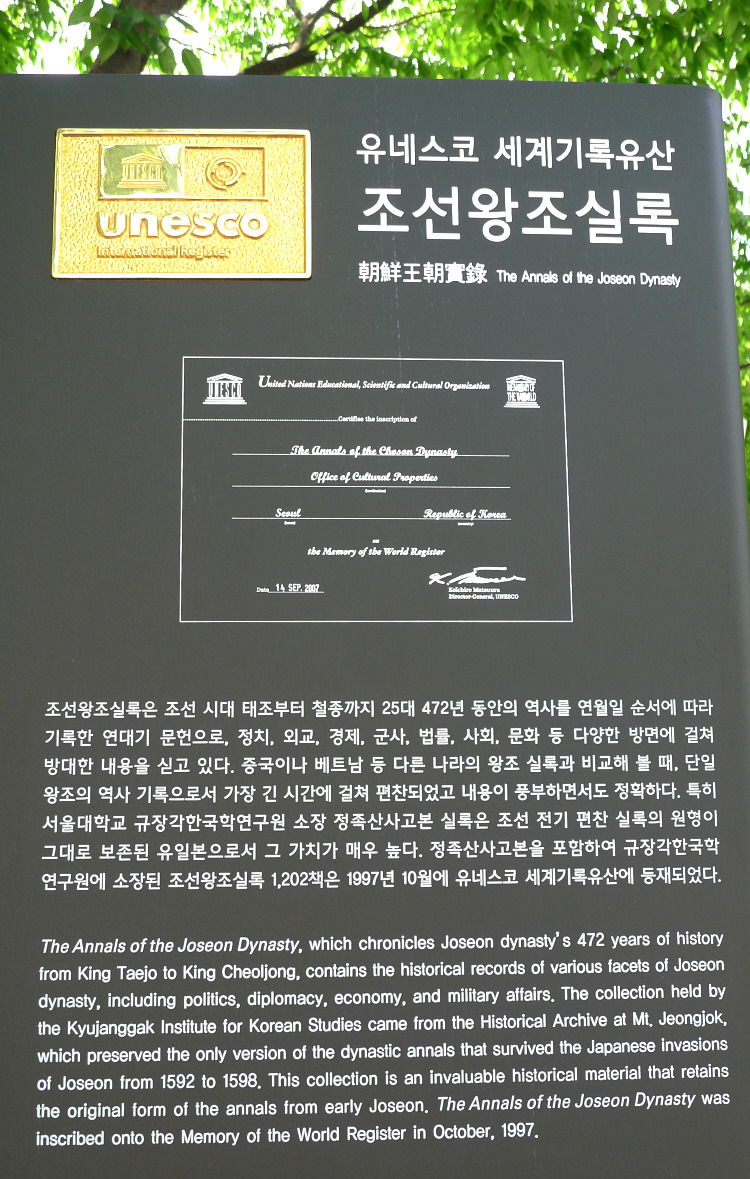 unesco
International Register
유네스코 세계기록유산
조선왕조실록
朝鮮王朝實錄 The Annals of the Joseon Dynasty
UNESCO
United Nations Educational, Scientific and Cultural Organization
MEMORY OF
THE WORLD
Certifies the inscription of
The Annals of the Choson Dynasty
Office of Cultural Properties
(institution)
Seoul Republic of Korea
(town) (country)
on
the Memory of the World Register
Date 14 SEP. 2007
Koïchiro Matsuura
Director-General, UNESCO
조선왕조실록은 조선 시대 태조부터 철종까지 25대 472년 동안의 역사를 연월일 순서에 따라
기록한 연대기 문헌으로, 정치, 외교, 경제, 군사, 법률, 사회, 문화 등 다양한 방면에 걸쳐
방대한 내용을 싣고 있다. 중국이나 베트남 등 다른 나라의 왕조 실록과 비교해 볼 때, 단일
왕조의 역사 기록으로서 가장 긴 시간에 걸쳐 편찬되었고 내용이 풍부하면서도 정확하다. 특히
서울대학교 규장각한국학연구원 소장 정족산사고본 실록은 조선 전기 편찬 실록의 원형이
그대로 보존된 유일본으로서 그 가치가 매우 높다. 정족산사고본을 포함하여 규장각한국학
연구원에 소장된 조선왕조실록 1,202책은 1997년 10월에 유네스코 세계기록유산에 등재되었다.
The Annals of the Joseon Dynasty, which chronicles Joseon dynasty's 472 years of history
from King Taejo to King Cheoljong, contains the historical records of various facets of Joseon
dynasty, including politics, diplomacy, economy, and military affairs. The collection held by
the Kyujanggak Institute for Korean Studies came from the Historical Archive at Mt. Jeongjok,
which preserved the only version of the dynastic annals that survived the Japanese invasions
of Joseon from 1592 to 1598. This collection is an invaluable historical material that retains
the original form of the annals from early Joseon. The Annals of the Joseon Dynasty was
inscribed onto the Memory of the World Register in October, 1997.